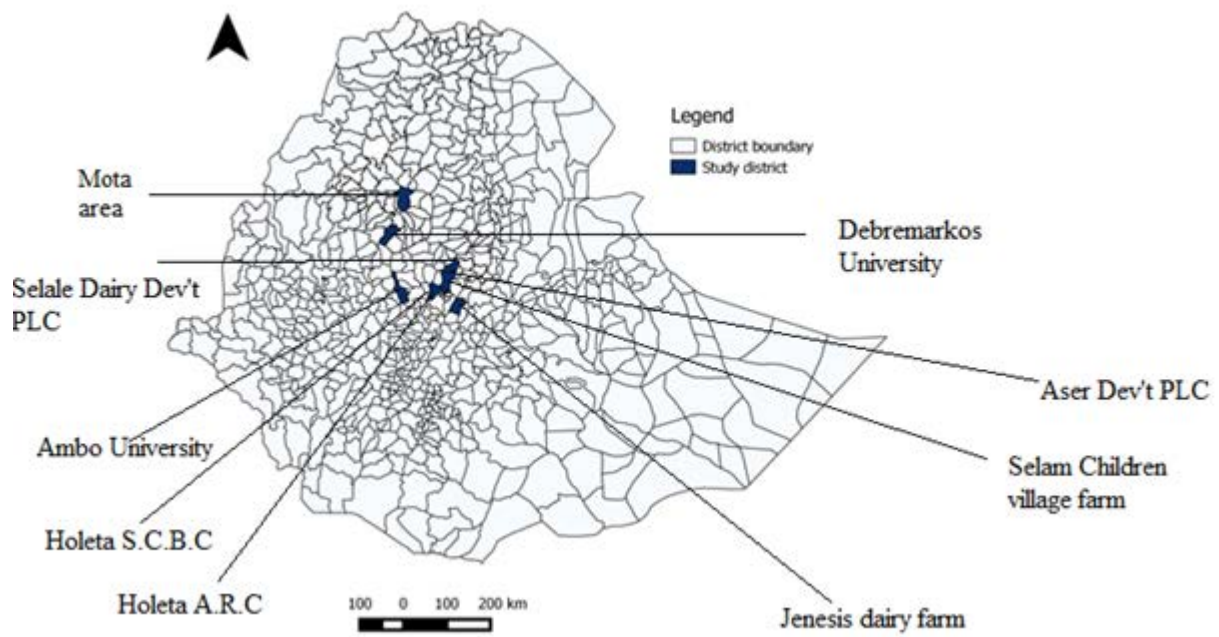 Legend
District boundary
Study district
Mota
area
Debremarkos
University
Selale Dairy Dev't
PLC
Aser Dev't PLC
Ambo University
Selam Children
village farm
Holeta S.C.B.C
Holeta A.R.C
Jenesis dairy farm
100 0 100 200 km